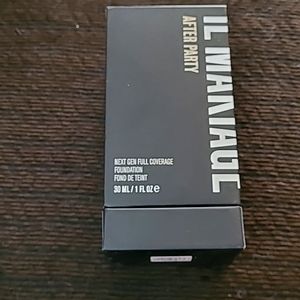 IL MAKIAGE
AFTER PARTY
NEXT GEN FULL COVERAGE
FOUNDATION
FOND DE TEINT
30 ML / 1 FL OZ e